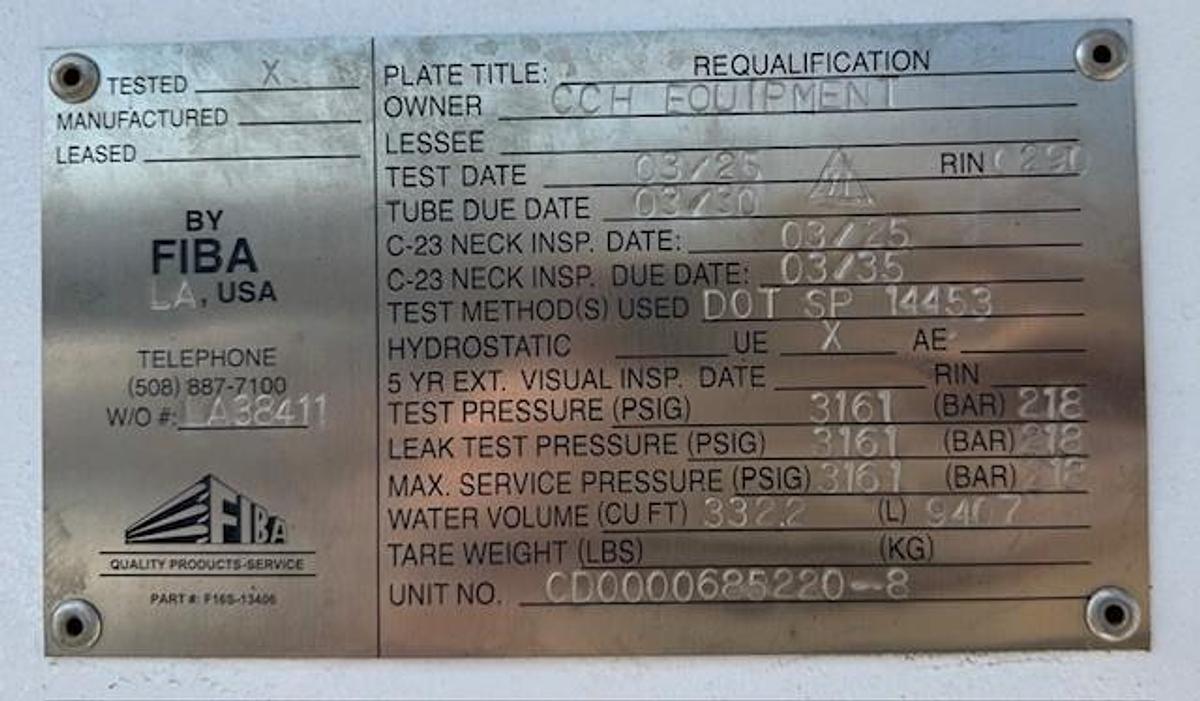 TESTED X
MANUFACTURED
LEASED
BY
FIBA
LA, USA
TELEPHONE
(508) 887-7100
W/O #: LA38411
FIBA
QUALITY PRODUCTS-SERVICE
PART #: F16S-13406
PLATE TITLE: REQUALIFICATION
OWNER CCH EQUIPMENT
LESSEE
TEST DATE 03/25 RIN
TUBE DUE DATE 03/30
C-23 NECK INSP. DATE: 03/25
C-23 NECK INSP. DUE DATE: 03/35
TEST METHOD(S) USED DOT SP 14453
HYDROSTATIC UE X AE
5 YR EXT. VISUAL INSP. DATE RIN
TEST PRESSURE (PSIG) 3161 (BAR) 218
LEAK TEST PRESSURE (PSIG) 3161 (BAR) 218
MAX. SERVICE PRESSURE (PSIG) 3161 (BAR) 218
WATER VOLUME (CU FT) 332.2 (L) 9407
TARE WEIGHT (LBS) (KG)
UNIT NO. CD0000685220-8